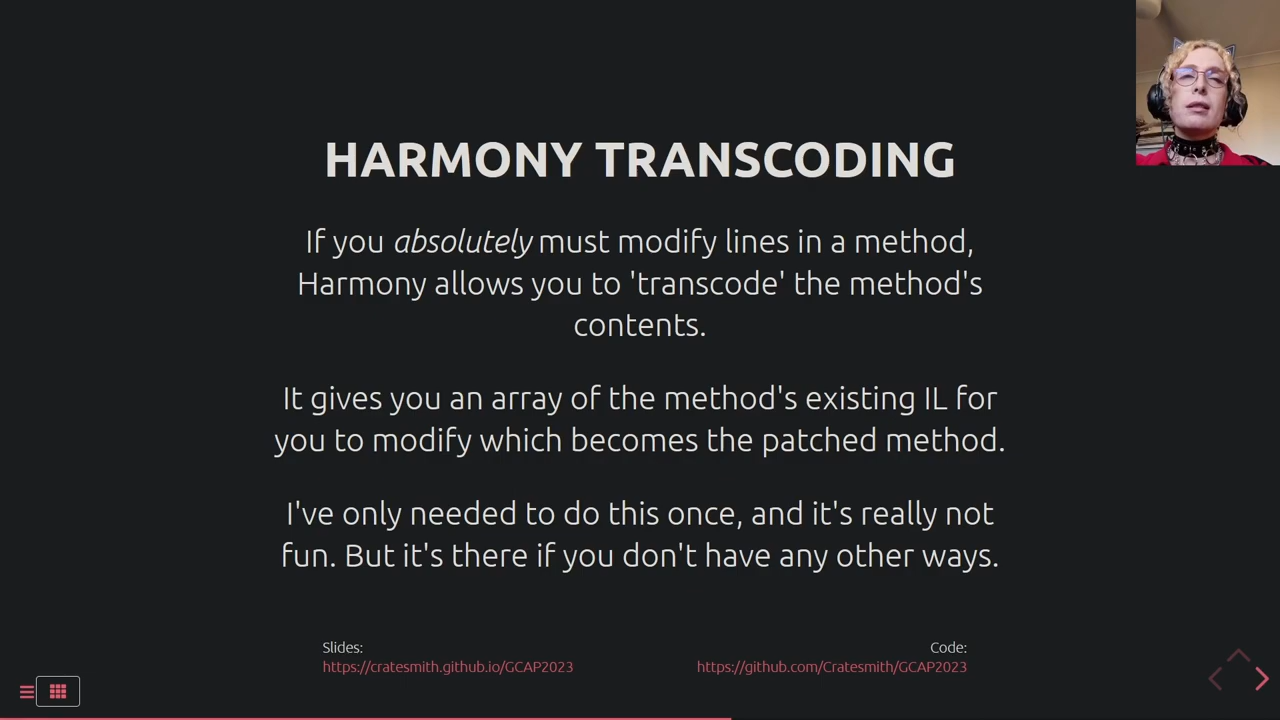 HARMONY TRANSCODING
If you absolutely must modify lines in a method,
Harmony allows you to 'transcode' the method's
contents.
It gives you an array of the method's existing IL for
you to modify which becomes the patched method.
I've only needed to do this once, and it's really not
fun. But it's there if you don't have any other ways.
Slides:
https://cratesmith.github.io/GCAP2023
Code:
https://github.com/Cratesmith/GCAP2023